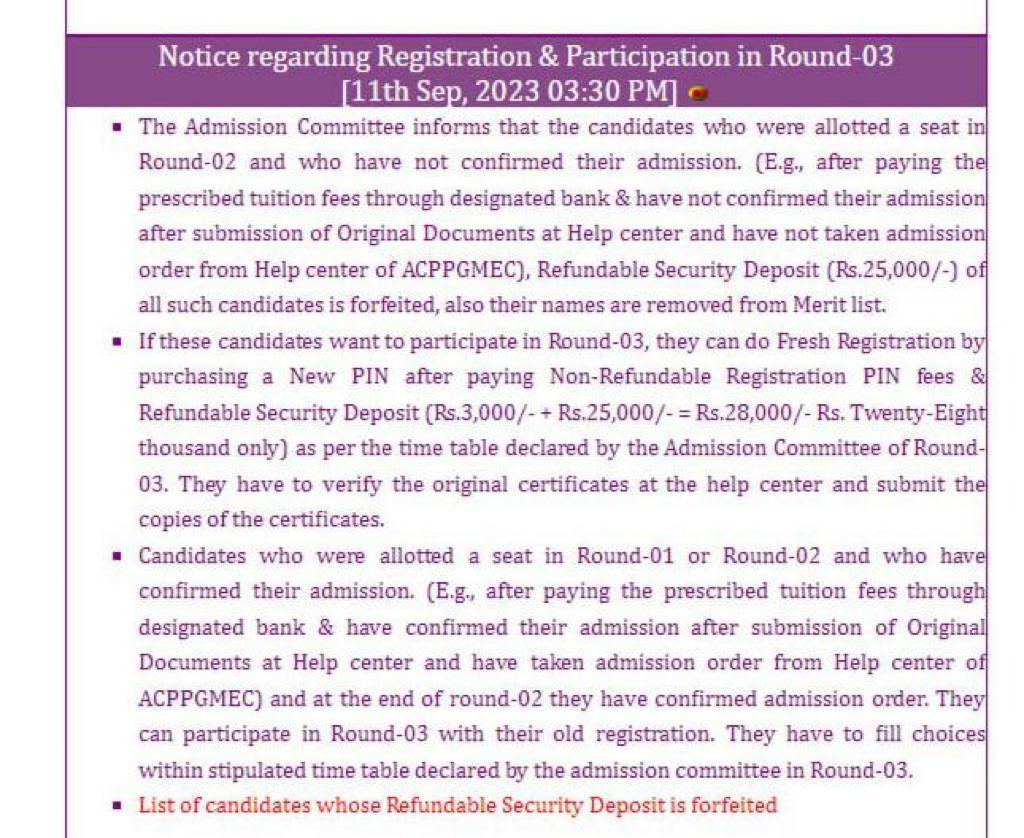 Notice regarding Registration & Participation in Round-03
[11th Sep, 2023 03:30 PM]
▪ The Admission Committee informs that the candidates who were allotted a seat in
Round-02 and who have not confirmed their admission. (E.g., after paying the
prescribed tuition fees through designated bank & have not confirmed their admission
after submission of Original Documents at Help center and have not taken admission
order from Help center of ACPPGMEC), Refundable Security Deposit (Rs.25,000/-) of
all such candidates is forfeited, also their names are removed from Merit list.
▪ If these candidates want to participate in Round-03, they can do Fresh Registration by
purchasing a New PIN after paying Non-Refundable Registration PIN fees &
Refundable Security Deposit (Rs.3,000/- + Rs.25,000/- = Rs.28,000/- Rs. Twenty-Eight
thousand only) as per the time table declared by the Admission Committee of Round-
03. They have to verify the original certificates at the help center and submit the
copies of the certificates.
▪ Candidates who were allotted a seat in Round-01 or Round-02 and who have
confirmed their admission. (E.g., after paying the prescribed tuition fees through
designated bank & have confirmed their admission after submission of Original
Documents at Help center and have taken admission order from Help center of
ACPPGMEC) and at the end of round-02 they have confirmed admission order. They
can participate in Round-03 with their old registration. They have to fill choices
within stipulated time table declared by the admission committee in Round-03.
▪ List of candidates whose Refundable Security Deposit is forfeited